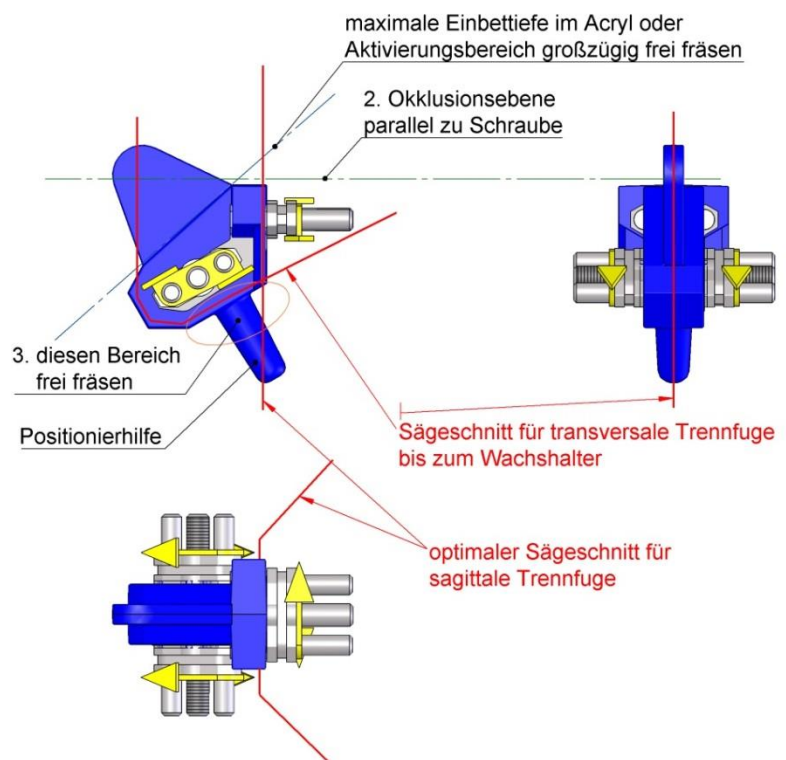 maximale Einbettiefe im Acryl oder
Aktivierungsbereich großzügig frei fräsen
2. Okklusionsebene
parallel zu Schraube
3. diesen Bereich
frei fräsen
Positionierhilfe
Sägeschnitt für transversale Trennfuge
bis zum Wachshalter
optimaler Sägeschnitt für
sagittale Trennfuge